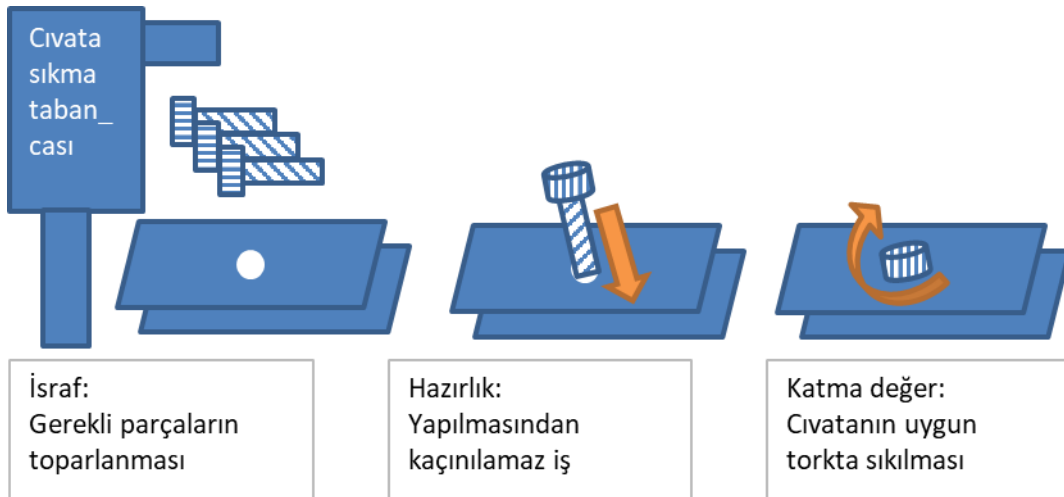 Cıvata
sıkma
taban_
cası
İsraf:
Gerekli parçaların
toparlanması
Hazırlık:
Yapılmasından
kaçınılamaz iş
Katma değer:
Cıvatanın uygun
torkta sıkılması